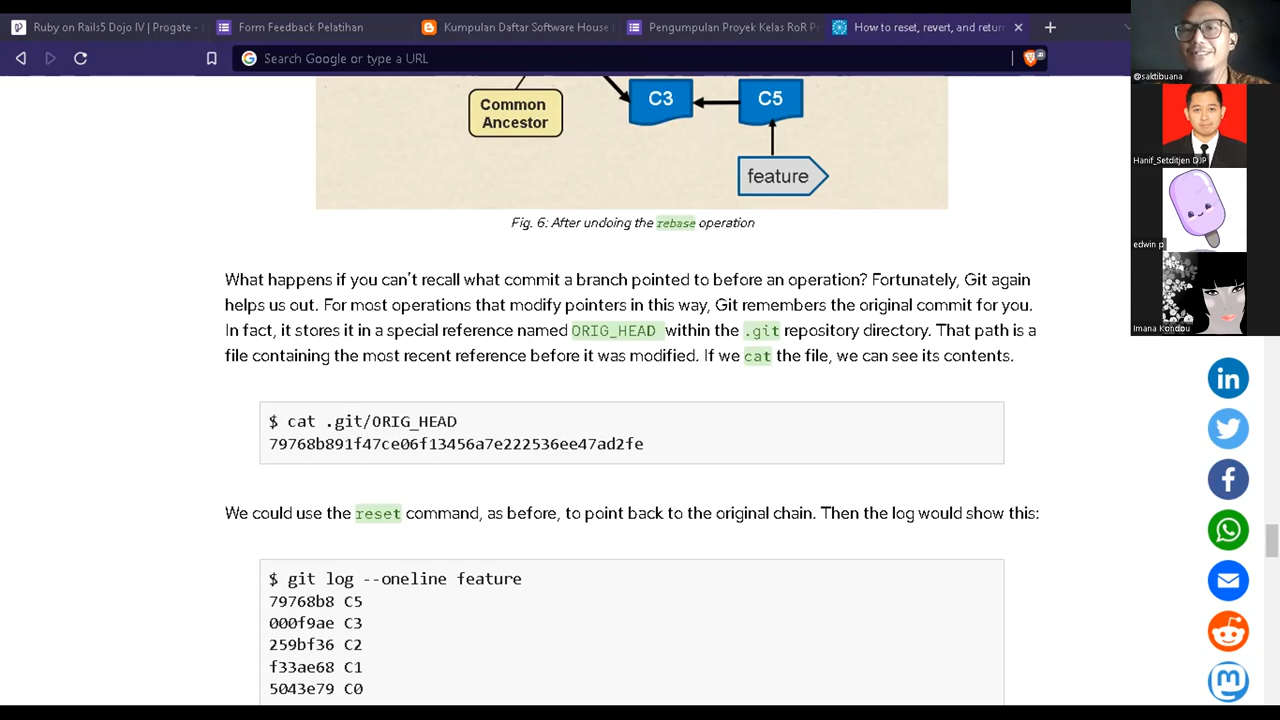 Ruby on Rails5 Dojo IV | Progate -
Form Feedback Pelatihan
Kumpulan Daftar Software House
Pengumpulan Proyek Kelas RoR P
How to reset, revert, and return
Search Google or type a URL
@saktibuana
C3
C5
Common
Ancestor
Hanif_Setditjen DJP
feature
Fig. 6: After undoing the rebase operation
edwin p
What happens if you can't recall what commit a branch pointed to before an operation? Fortunately, Git again
helps us out. For most operations that modify pointers in this way, Git remembers the original commit for you.
In fact, it stores it in a special reference named ORIG_HEAD within the .git repository directory. That path is a
file containing the most recent reference before it was modified. If we cat the file, we can see its contents.
Imana Kondou
$ cat .git/ORIG_HEAD
79768b891f47ce06f13456a7e222536ee47ad2fe
We could use the reset command, as before, to point back to the original chain. Then the log would show this:
$ git log --oneline feature
79768b8 C5
000f9ae C3
259bf36 C2
f33ae68 C1
5043e79 C0